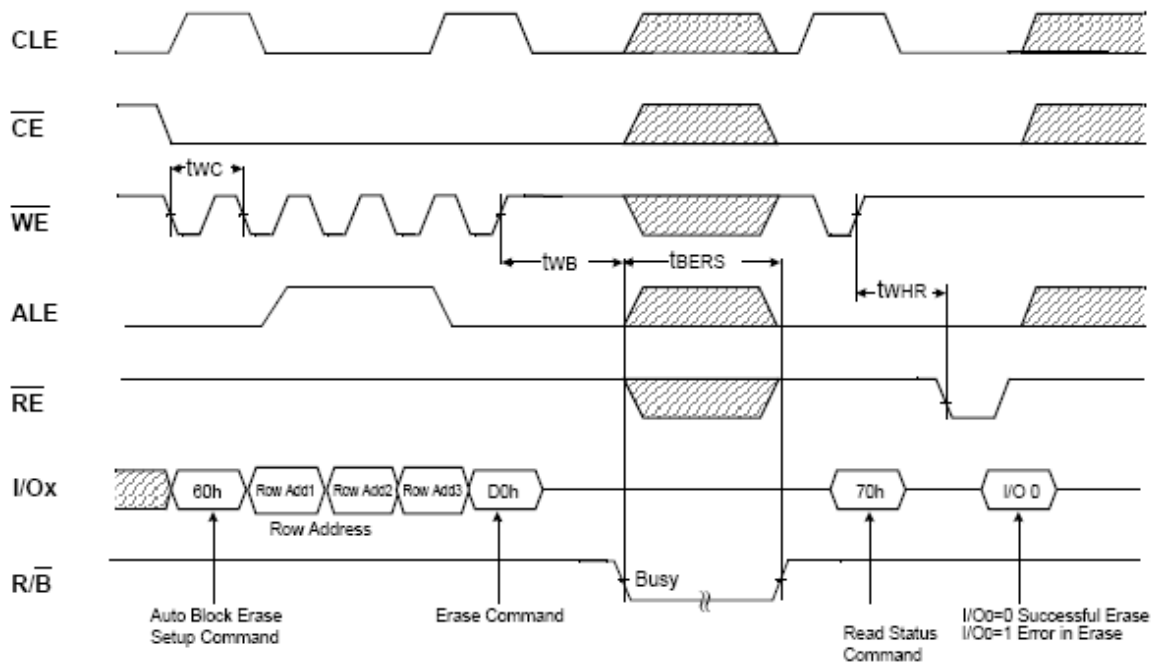 CLE
CE
tWC
WE
tWB
tBERS
tWHR
ALE
RE
I/Ox
60h
Row Add1
Row Add2
Row Add3
D0h
70h
I/O 0
Row Address
R/B
Busy
Auto Block Erase
Setup Command
Erase Command
Read Status
Command
I/O0=0 Successful Erase
I/O0=1 Error in Erase